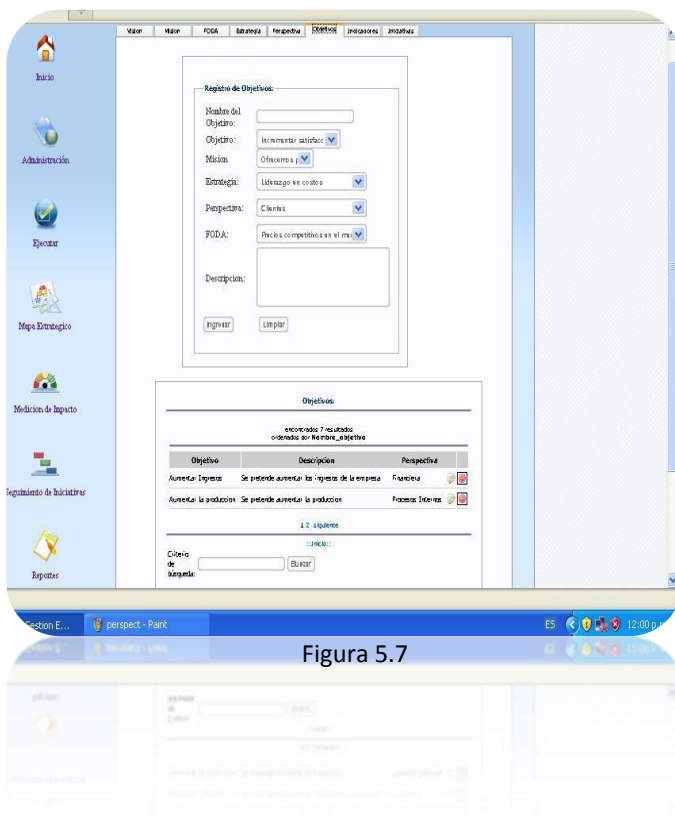 Vision Mision FODA Estrategia Perspectiva Objetivos Indicadores Iniciativas
Inicio
Administración
Ejecutar
Mapa Estrategico
Medicion de Impacto
Seguimiento de Iniciativas
Reportes
Registro de Objetivos:
Nombre del
Objetivo:
Objetivo: Incrementar satisfacc
Mision Ofrecemos p
Estrategia: Liderazgo en costos
Perspectiva: Clientes
FODA: Precios competitivos en el mer
Descripcion:
Ingresar Limpiar
Objetivos:
encontrados 7 resultados
ordenados por Nombre_objetivo
Objetivo Descripcion Perspectiva
Aumentar Ingresos Se pretende aumentar los ingresos de la empresa Financiera
Aumentar la produccion Se pretende aumentar la produccion Procesos Internos
1 2 siguiente
::Inicio::
Criterio
de
búsqueda:
Buscar
Gestion E... perspect - Paint ES 12:00 p.m.
Figura 5.7